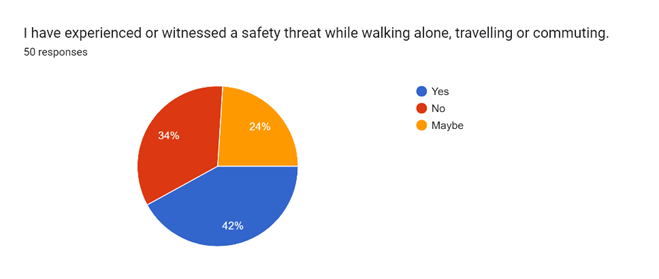 I have experienced or witnessed a safety threat while walking alone, travelling or commuting.
50 responses
Yes
No
Maybe
34%
24%
42%